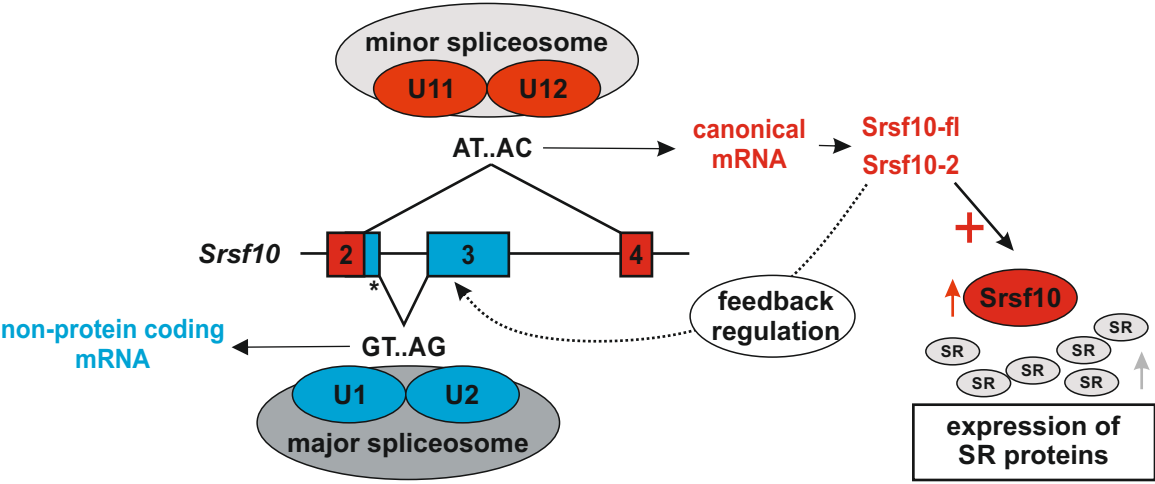 minor spliceosome
U11
U12
AT..AC
canonical
mRNA
Srsf10-fl
Srsf10-2
+
Srsf10
2
3
4
*
feedback
regulation
Srsf10
non-protein coding
mRNA
GT..AG
U1
U2
major spliceosome
SR
SR
SR
SR
SR
SR
expression of
SR proteins